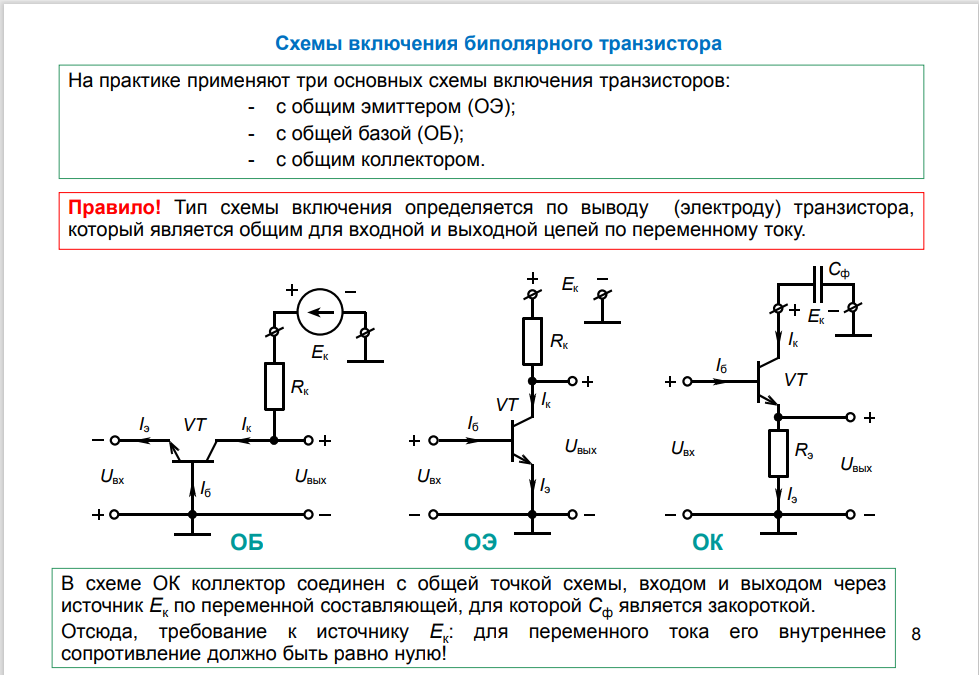 Схемы включения биполярного транзистора
На практике применяют три основных схемы включения транзисторов:
- с общим эмиттером (ОЭ);
- с общей базой (ОБ);
- с общим коллектором.
Правило! Тип схемы включения определяется по выводу (электроду) транзистора,
который является общим для входной и выходной цепей по переменному току.
+ −
Eк
Rк
Iэ VT Iк
− +
Uвх Uвых
Iб
+ −
ОБ
+ Eк −
Rк
+
VT Iк
Iб
+
Uвх Uвых
Iэ
− −
ОЭ
Cф
+ Eк −
Iк
Iб
+ VT
+
Uвх Rэ Uвых
Iэ
− −
ОК
В схеме ОК коллектор соединен с общей точкой схемы, входом и выходом через
источник Eк по переменной составляющей, для которой Cф является закороткой.
Отсюда, требование к источнику Eк: для переменного тока его внутреннее
сопротивление должно быть равно нулю!
8